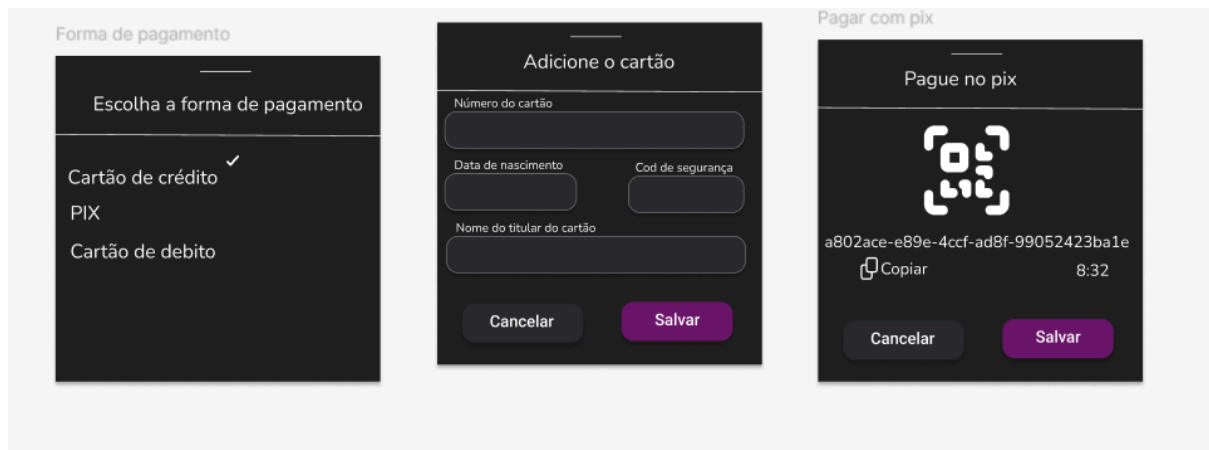 Forma de pagamento
Escolha a forma de pagamento
Cartão de crédito
PIX
Cartão de debito
Adicione o cartão
Número do cartão
Data de nascimento
Cod de segurança
Nome do titular do cartão
Cancelar
Salvar
Pagar com pix
Pague no pix
a802ace-e89e-4ccf-ad8f-99052423ba1e
Copiar
8:32
Cancelar
Salvar